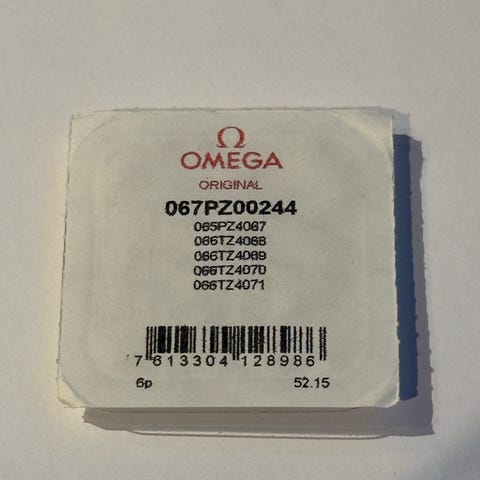 Ω
OMEGA
ORIGINAL
067PZ00244
065PZ4067
066TZ4068
066TZ4069
066TZ4070
066TZ4071
7 613304 128986
6p 52.15